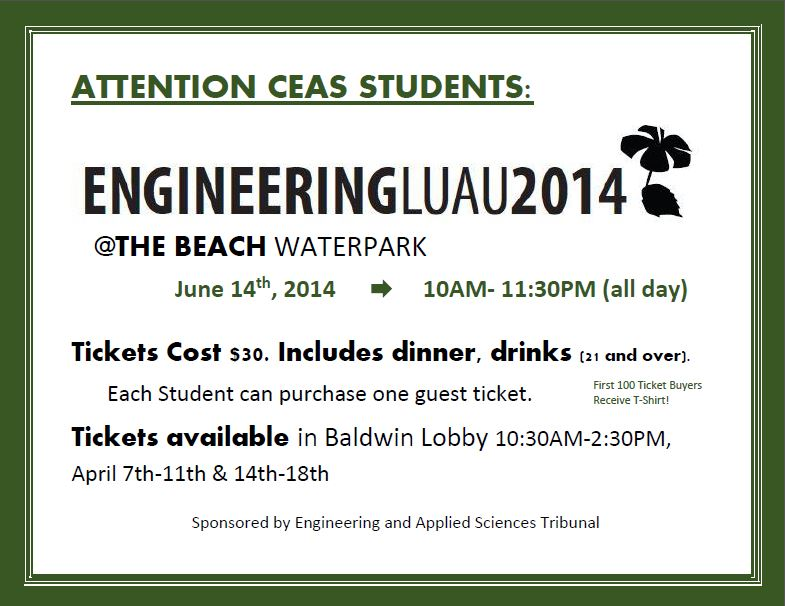 ATTENTION CEAS STUDENTS:
ENGINEERINGLUAU2014
@THE BEACH WATERPARK
June 14th, 2014 ➡ 10AM- 11:30PM (all day)
Tickets Cost $30. Includes dinner, drinks (21 and over).
Each Student can purchase one guest ticket.
First 100 Ticket Buyers
Receive T-Shirt!
Tickets available in Baldwin Lobby 10:30AM-2:30PM,
April 7th-11th & 14th-18th
Sponsored by Engineering and Applied Sciences Tribunal